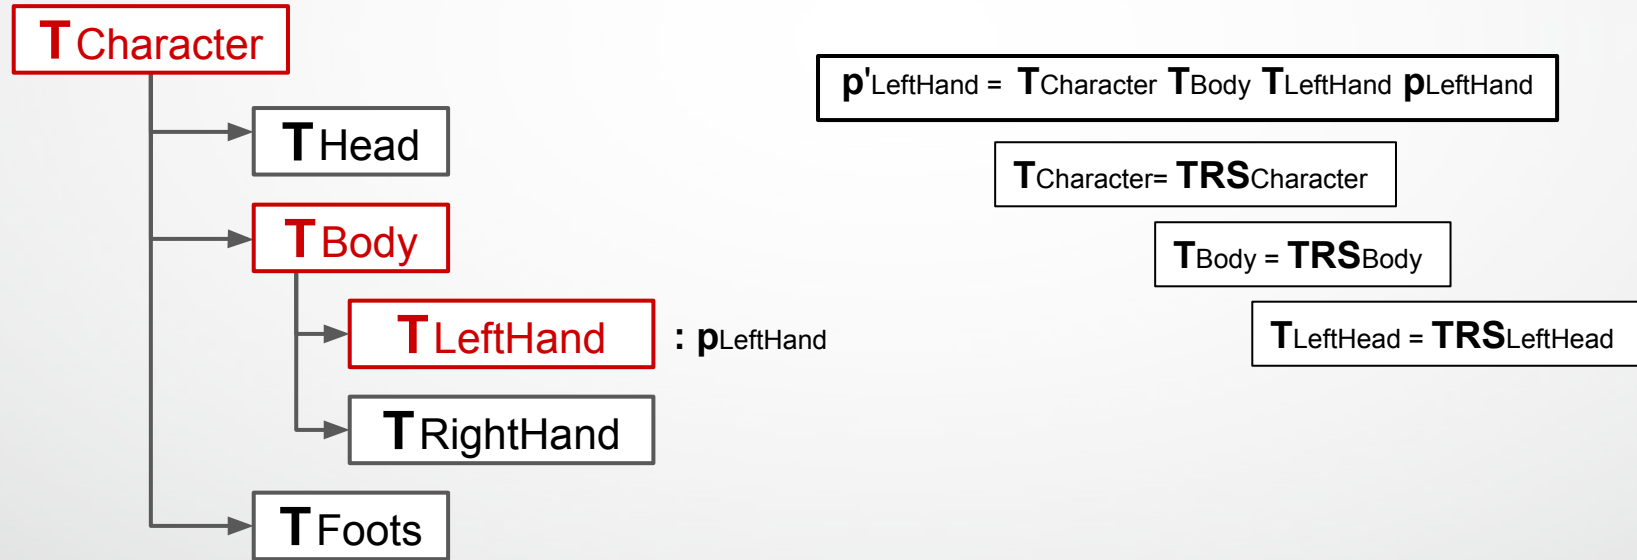 TCharacter
THead
TBody
TLeftHand : pLeftHand
TRightHand
TFoots
p'LeftHand = TCharacter TBody TLeftHand pLeftHand
TCharacter= TRSCharacter
TBody = TRSBody
TLeftHead = TRSLeftHead